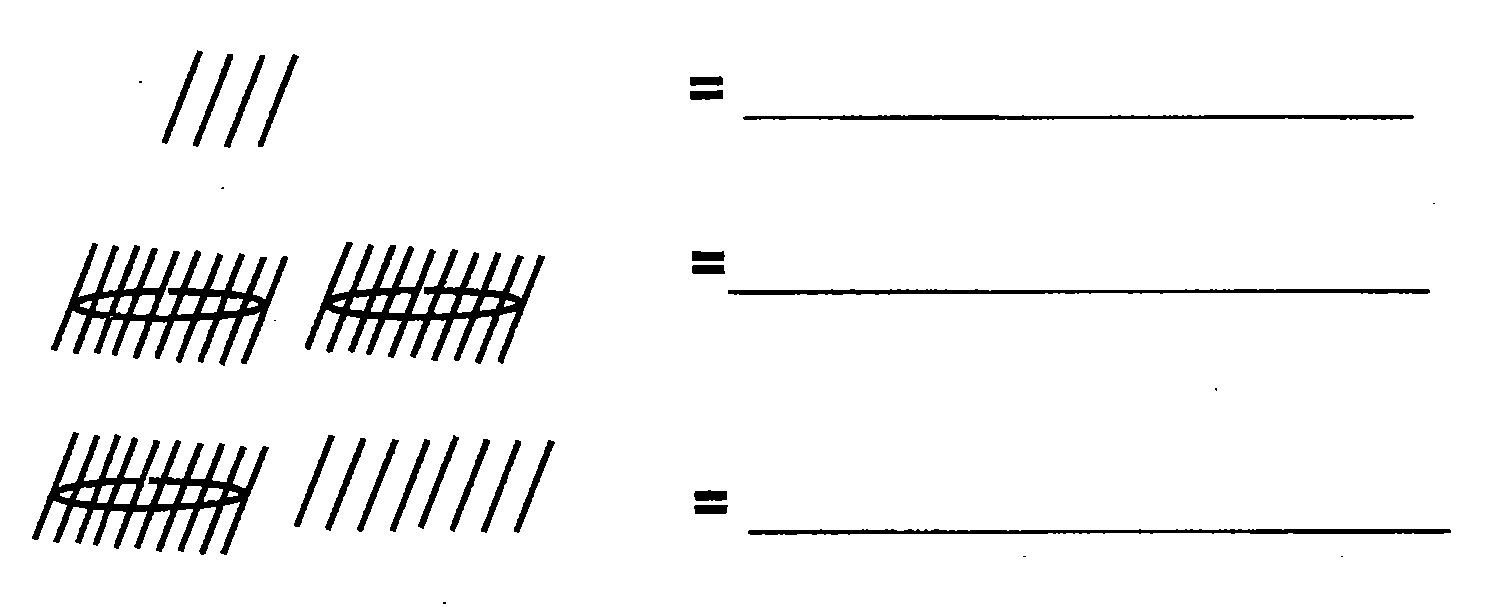 =
=
=